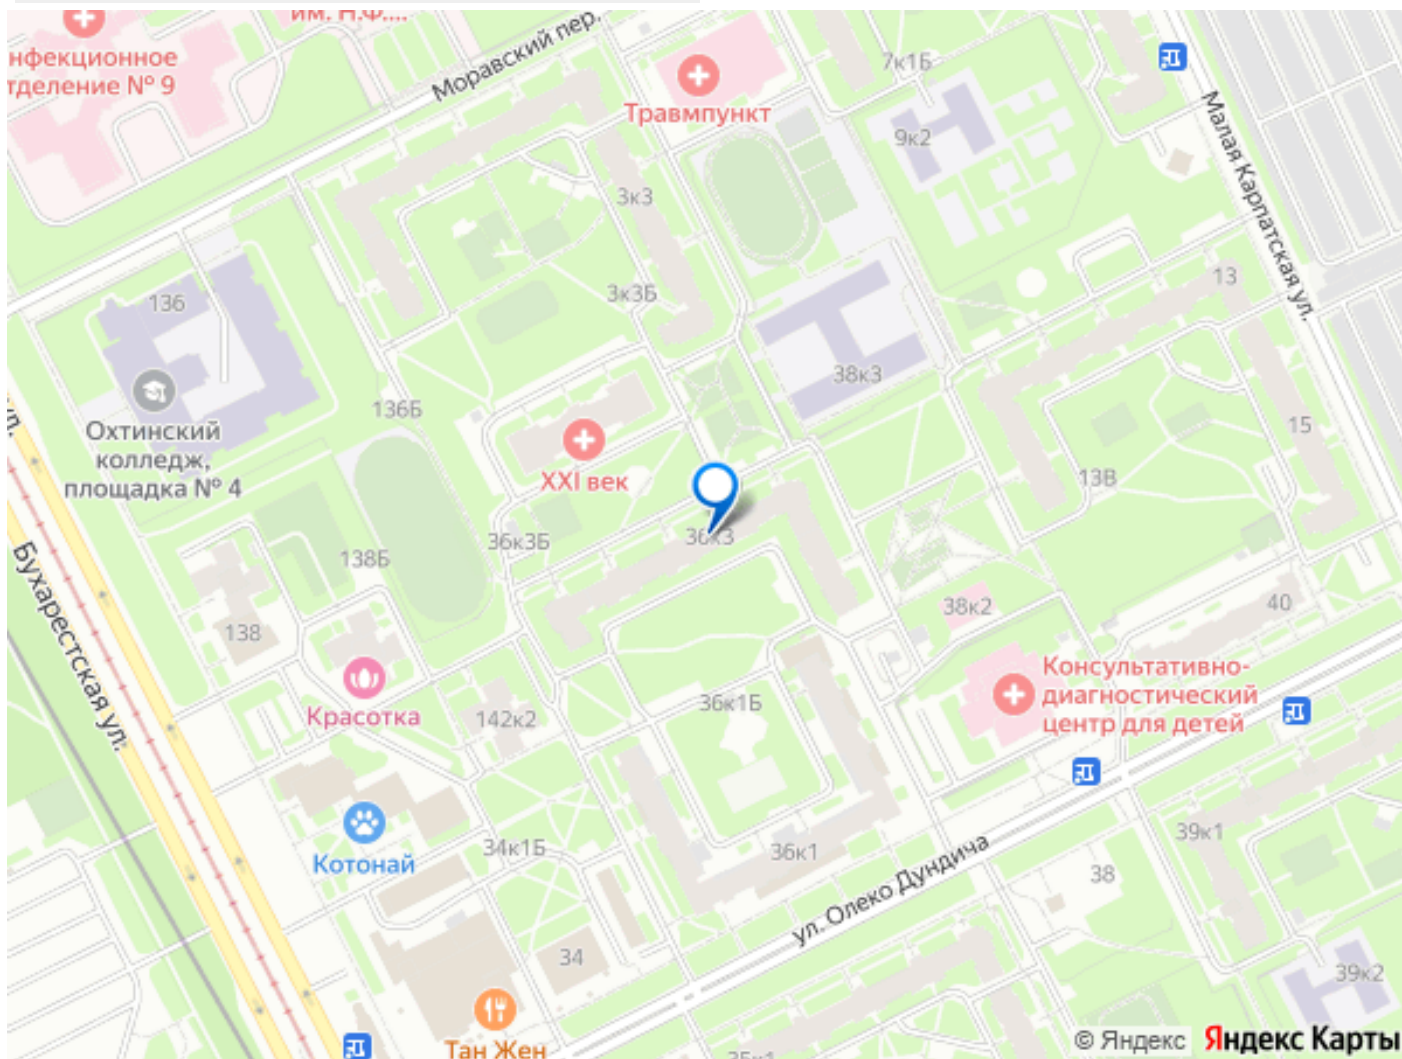 им. Н.Ф....
нфекционное
тделение № 9
Моравский пер.
Травмпункт
7к1Б
9к2
Малая Карпатская ул.
3к3
3к3Б
13
136
38к3
136Б
15
Охтинский
колледж,
площадка № 4
ул.
XXI век
13В
36к3
36к3Б
138Б
Бухарестская ул.
138
38к2
40
Консультативно-
диагностический
центр для детей
Красотка
142к2
36к1Б
Котонай
34к1Б
36к1
39к1
38
ул. Олеко Дундича
34
39к2
Тан Жен
35к1
© Яндекс Яндекс Карты